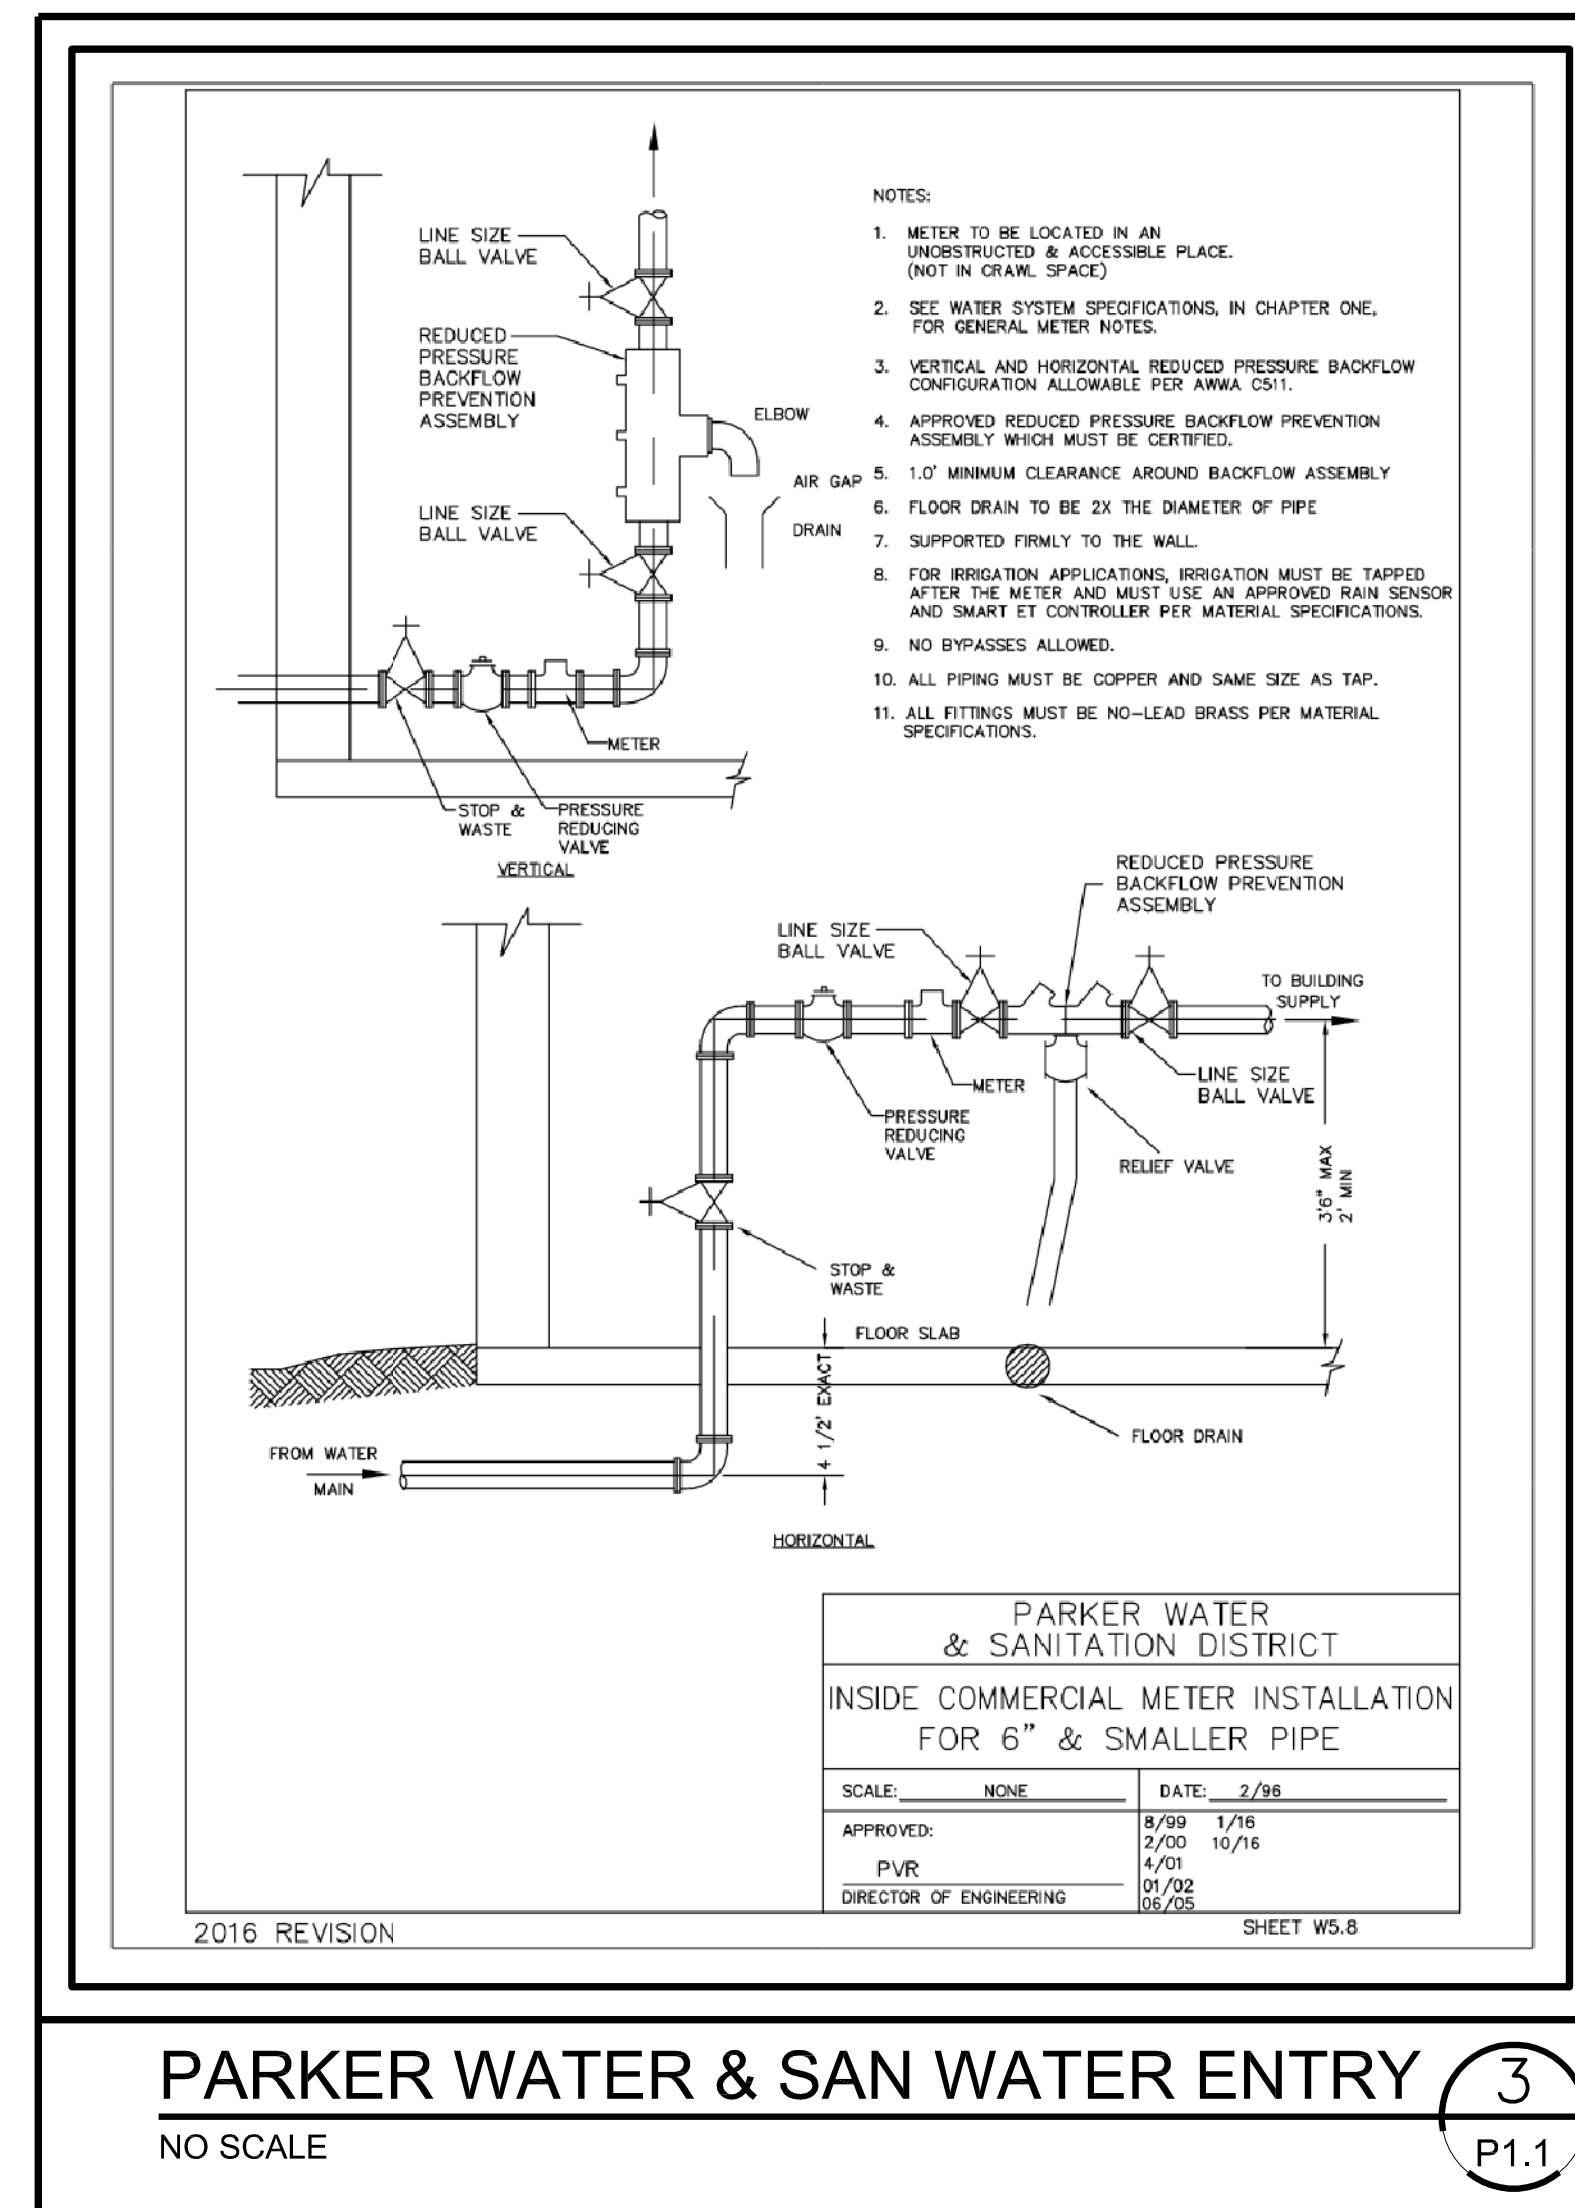 LINE SIZE
BALL VALVE
REDUCED
PRESSURE
BACKFLOW
PREVENTION
ASSEMBLY
ELBOW
AIR GAP
DRAIN
LINE SIZE
BALL VALVE
METER
STOP &
WASTE
PRESSURE
REDUCING
VALVE
VERTICAL
NOTES:
1. METER TO BE LOCATED IN AN
UNOBSTRUCTED & ACCESSIBLE PLACE.
(NOT IN CRAWL SPACE)
2. SEE WATER SYSTEM SPECIFICATIONS, IN CHAPTER ONE,
FOR GENERAL METER NOTES.
3. VERTICAL AND HORIZONTAL REDUCED PRESSURE BACKFLOW
CONFIGURATION ALLOWABLE PER AWWA C511.
4. APPROVED REDUCED PRESSURE BACKFLOW PREVENTION
ASSEMBLY WHICH MUST BE CERTIFIED.
5. 1.0' MINIMUM CLEARANCE AROUND BACKFLOW ASSEMBLY
6. FLOOR DRAIN TO BE 2X THE DIAMETER OF PIPE
7. SUPPORTED FIRMLY TO THE WALL.
8. FOR IRRIGATION APPLICATIONS, IRRIGATION MUST BE TAPPED
AFTER THE METER AND MUST USE AN APPROVED RAIN SENSOR
AND SMART ET CONTROLLER PER MATERIAL SPECIFICATIONS.
9. NO BYPASSES ALLOWED.
10. ALL PIPING MUST BE COPPER AND SAME SIZE AS TAP.
11. ALL FITTINGS MUST BE NO-LEAD BRASS PER MATERIAL
SPECIFICATIONS.
REDUCED PRESSURE
BACKFLOW PREVENTION
ASSEMBLY
LINE SIZE
BALL VALVE
TO BUILDING
SUPPLY
METER
LINE SIZE
BALL VALVE
PRESSURE
REDUCING
VALVE
RELIEF VALVE
3'6" MAX
2' MIN
STOP &
WASTE
FLOOR SLAB
4 1/2' EXACT
FLOOR DRAIN
FROM WATER
MAIN
HORIZONTAL
PARKER WATER
& SANITATION DISTRICT
INSIDE COMMERCIAL METER INSTALLATION
FOR 6" & SMALLER PIPE
SCALE: NONE
DATE: 2/96
APPROVED:
PVR
DIRECTOR OF ENGINEERING
8/99 1/16
2/00 10/16
4/01
01/02
06/05
2016 REVISION
SHEET W5.8
PARKER WATER & SAN WATER ENTRY
NO SCALE
3
P1.1